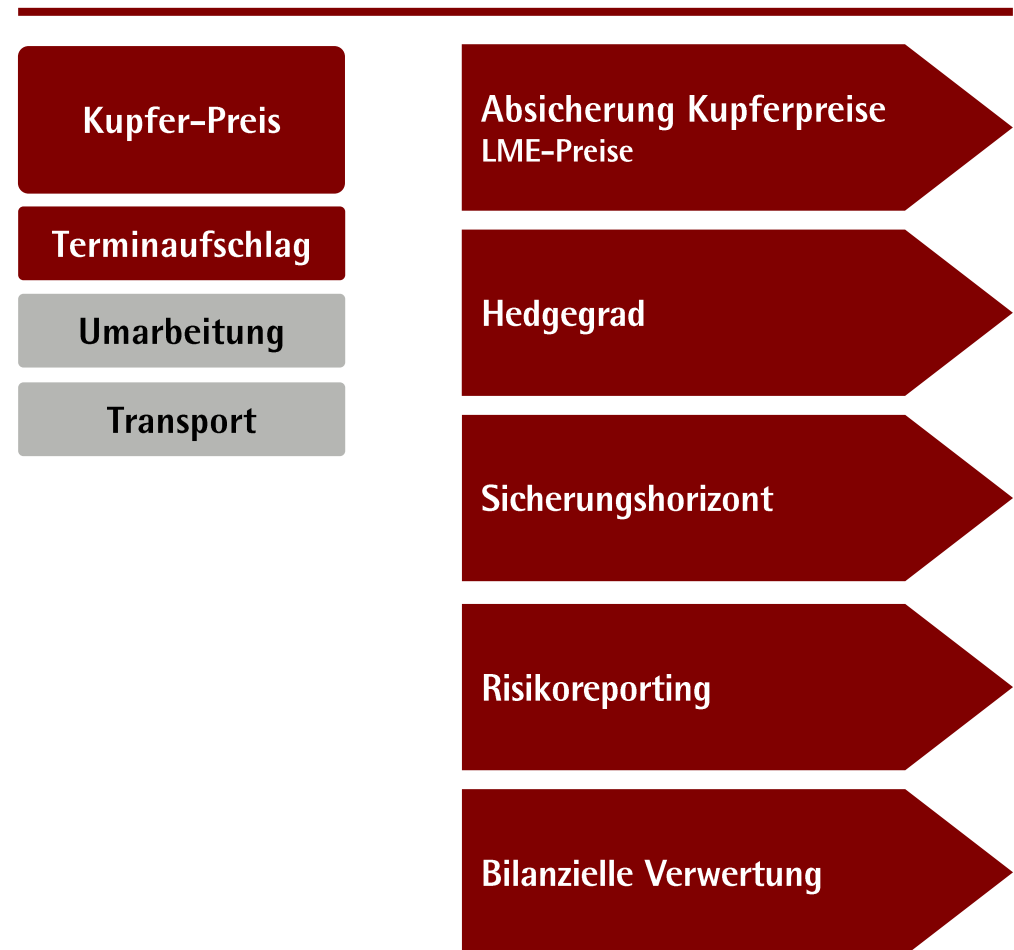 Kupfer-Preis
Terminaufschlag
Umarbeitung
Transport
Absicherung Kupferpreise
LME-Preise
Hedgegrad
Sicherungshorizont
Risikoreporting
Bilanzielle Verwertung